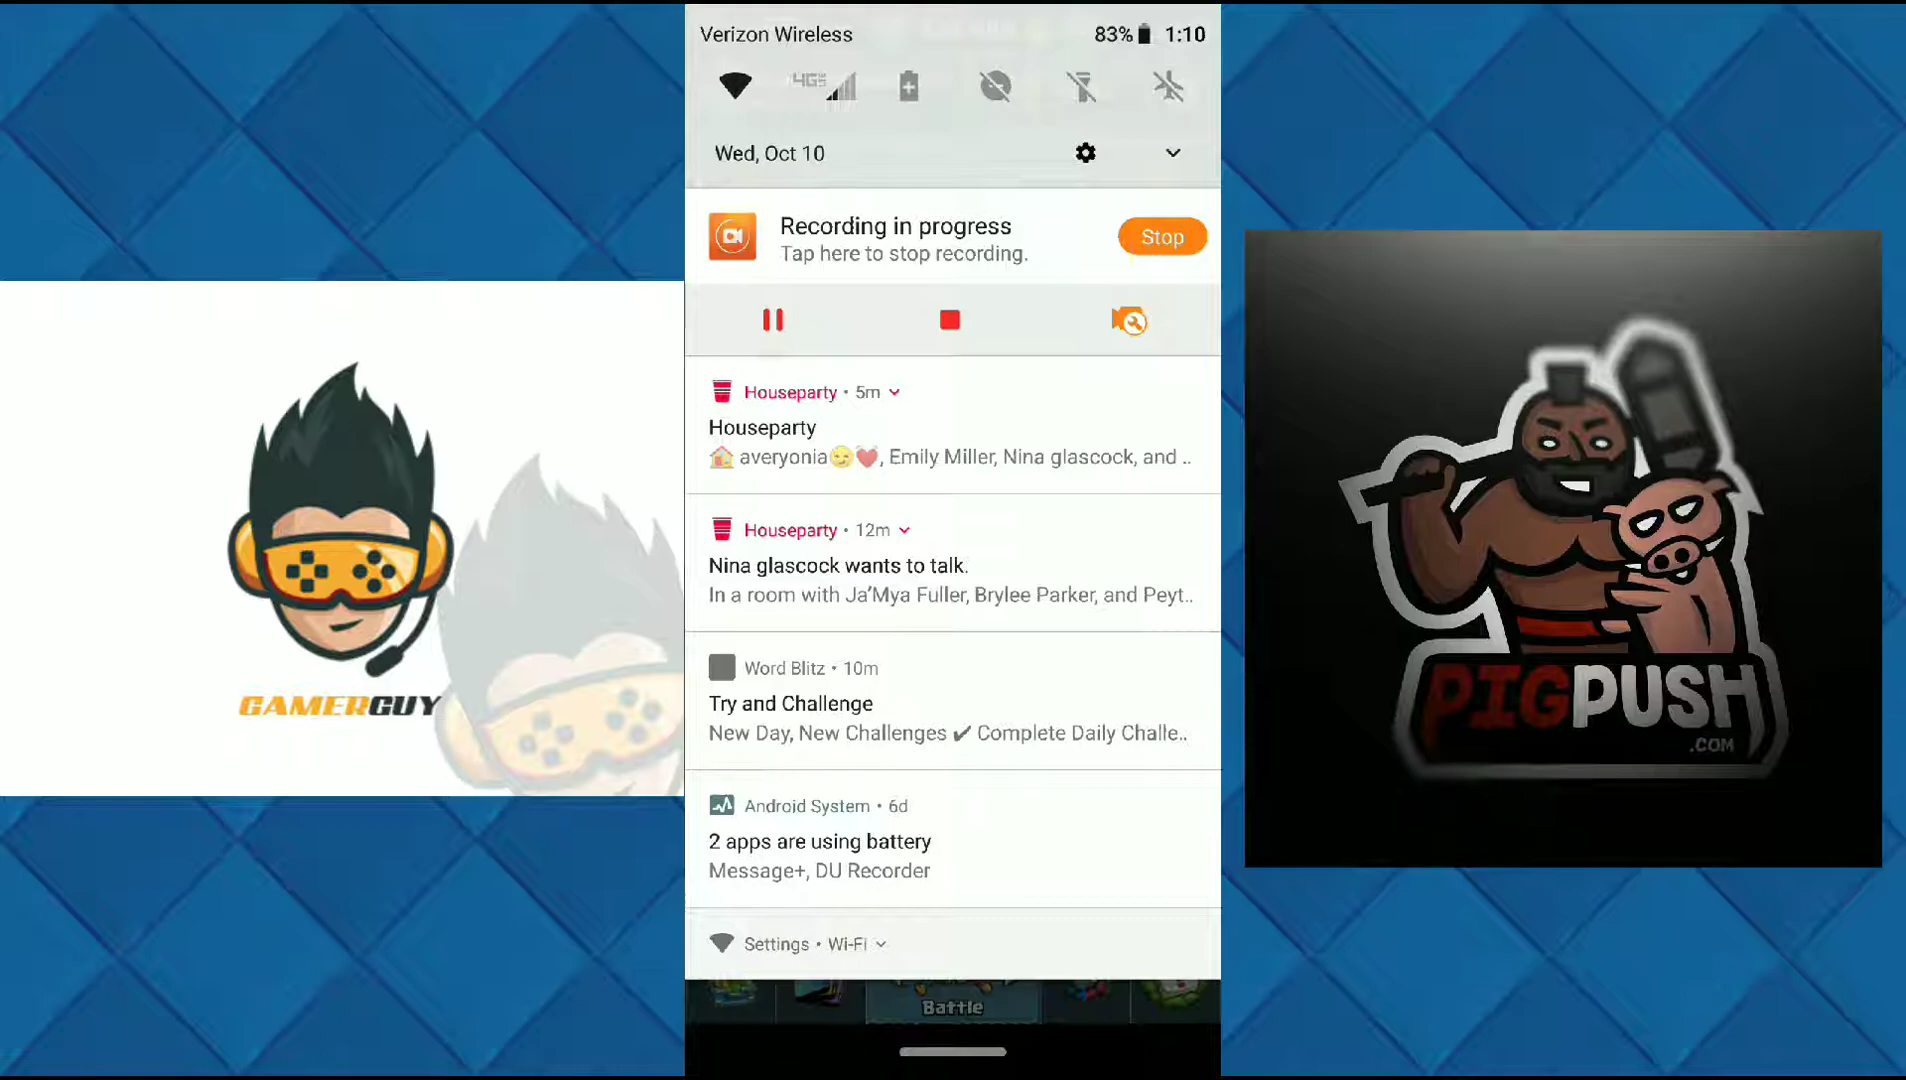 Verizon Wireless
83% 1:10
4G
Wed, Oct 10
Recording in progress
Tap here to stop recording.
Stop
Houseparty • 5m
Houseparty
🏠 averyonia😏💓, Emily Miller, Nina glascock, and ..
Houseparty • 12m
Nina glascock wants to talk.
In a room with Ja’Mya Fuller, Brylee Parker, and Peyt..
Word Blitz • 10m
Try and Challenge
New Day, New Challenges ✔ Complete Daily Challe..
Android System • 6d
2 apps are using battery
Message+, DU Recorder
Settings • Wi-Fi
Battle
GAMERGUY
PIGPUSH
.COM